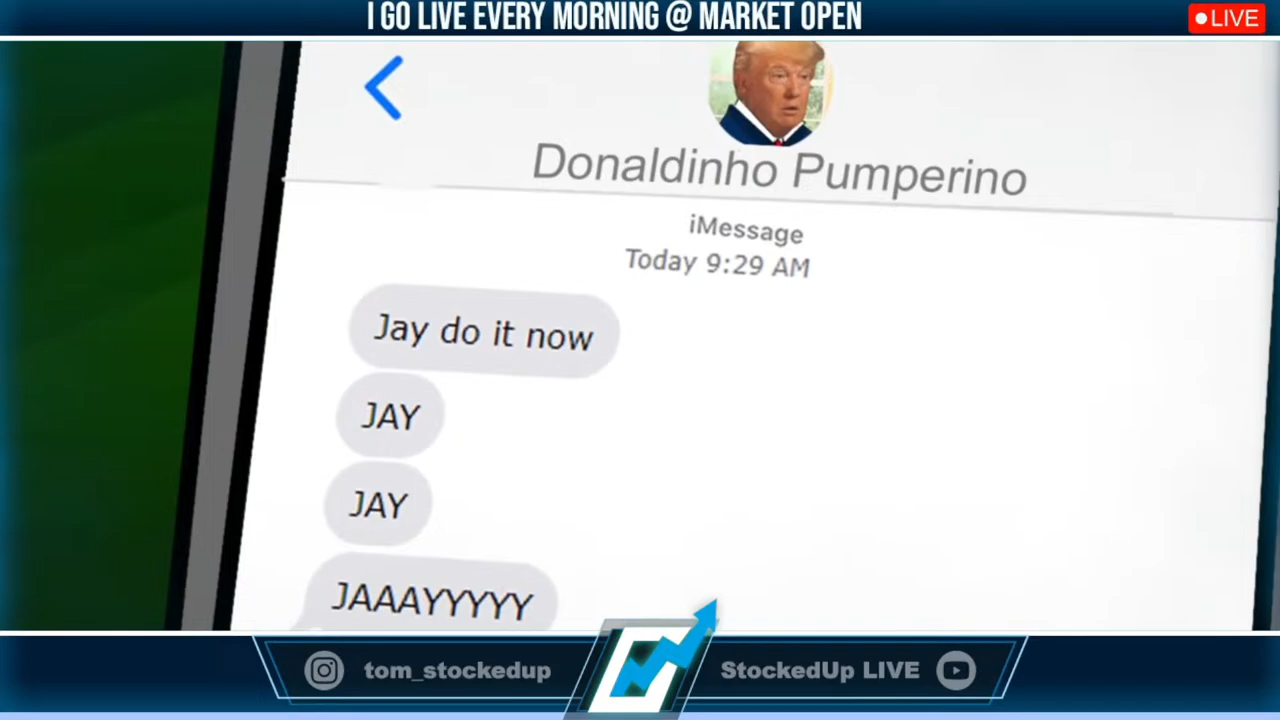 I GO LIVE EVERY MORNING @ MARKET OPEN
LIVE
Donaldinho Pumperino
iMessage
Today 9:29 AM
Jay do it now
JAY
JAY
JAAAYYYYY
tom_stockedup
StockedUp LIVE